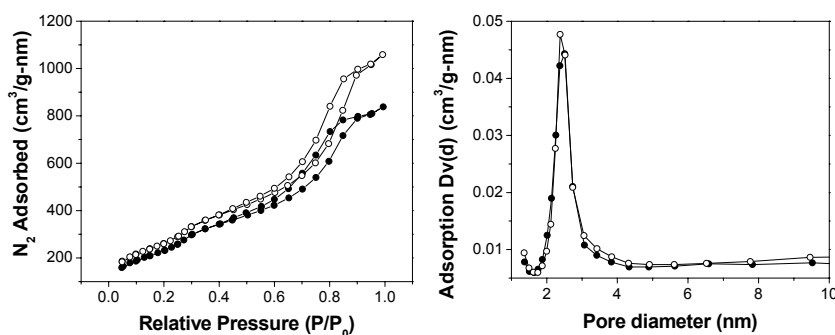 N2 Adsorbed (cm3/g-nm)
1200
1000
800
600
400
200
0.0 0.2 0.4 0.6 0.8 1.0
Relative Pressure (P/P0)
Adsorption Dv(d) (cm3/g-nm)
0.05
0.04
0.03
0.02
0.01
2 4 6 8 10
Pore diameter (nm)